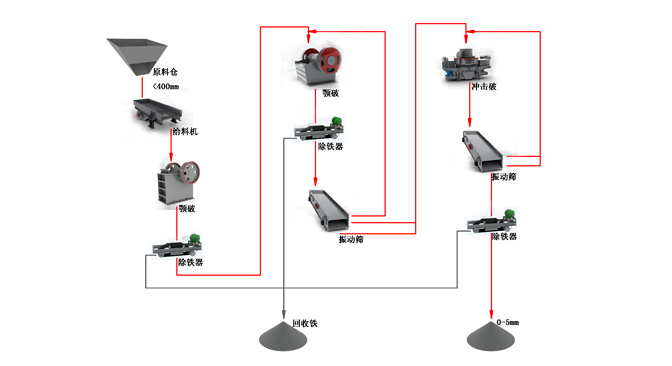 原料仓
<400mm
给料机
颚破
除铁器
颚破
除铁器
振动筛
回收铁
冲击破
振动筛
除铁器
0-5mm